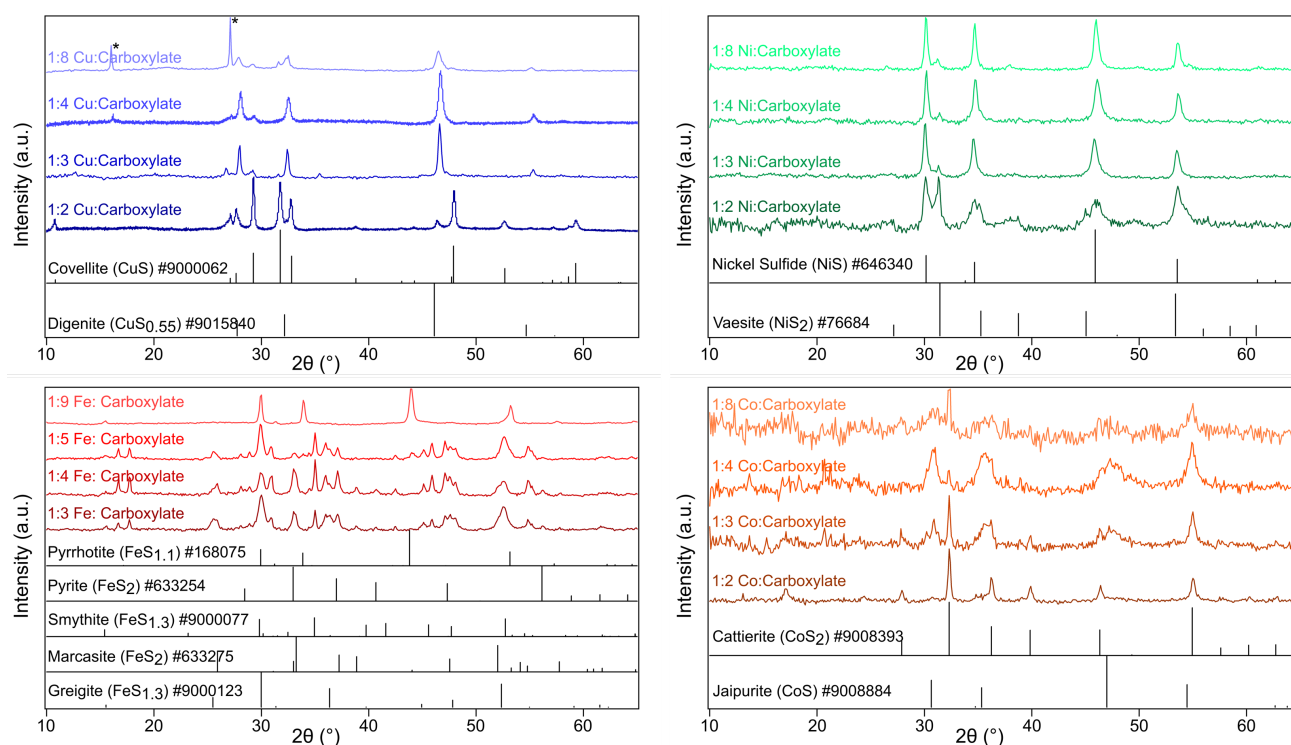 Intensity (a.u.)
*
*
1:8 Cu:Carboxylate
1:4 Cu:Carboxylate
1:3 Cu:Carboxylate
1:2 Cu:Carboxylate
Covellite (CuS) #9000062
Digenite (CuS0.55) #9015840
10 20 30 40 50 60
2θ (°)
Intensity (a.u.)
1:8 Ni:Carboxylate
1:4 Ni:Carboxylate
1:3 Ni:Carboxylate
1:2 Ni:Carboxylate
Nickel Sulfide (NiS) #646340
Vaesite (NiS2) #76684
10 20 30 40 50 60
2θ (°)
Intensity (a.u.)
1:9 Fe: Carboxylate
1:5 Fe: Carboxylate
1:4 Fe: Carboxylate
1:3 Fe: Carboxylate
Pyrrhotite (FeS1.1) #168075
Pyrite (FeS2) #633254
Smythite (FeS1.3) #9000077
Marcasite (FeS2) #633275
Greigite (FeS1.3) #9000123
10 20 30 40 50 60
2θ (°)
Intensity (a.u.)
1:8 Co:Carboxylate
1:4 Co:Carboxylate
1:3 Co:Carboxylate
1:2 Co:Carboxylate
Cattierite (CoS2) #9008393
Jaipurite (CoS) #9008884
10 20 30 40 50 60
2θ (°)